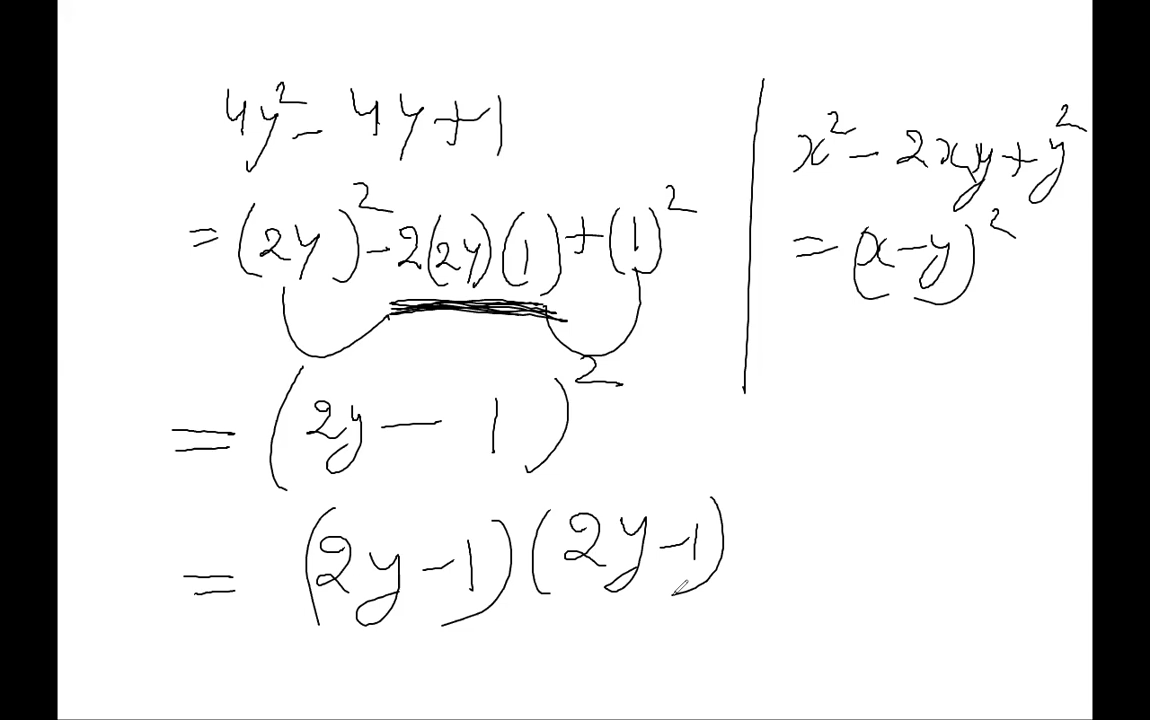 4y² - 4y + 1
= (2y)² - 2(2y)(1) + (1)²
= (2y - 1)²
= (2y - 1)(2y - 1)
x² - 2xy + y²
= (x - y)²